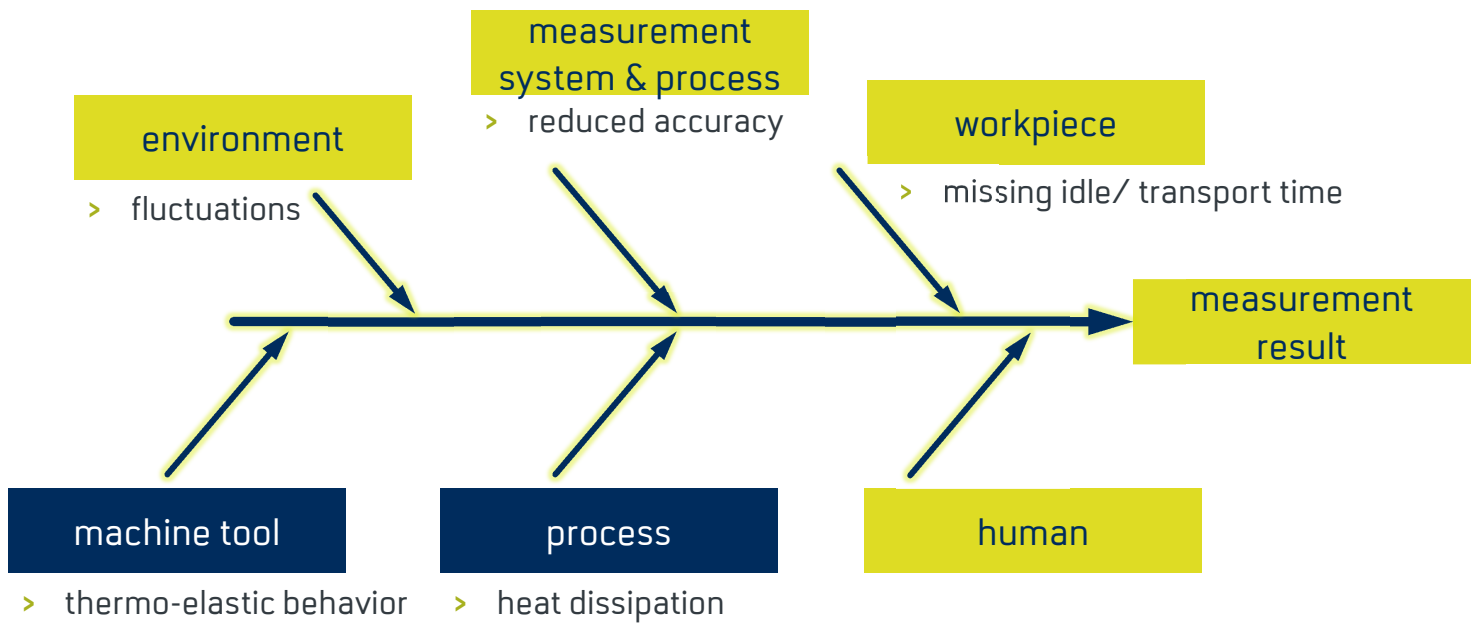 measurement
system & process
> reduced accuracy
environment
> fluctuations
workpiece
> missing idle/ transport time
measurement
result
machine tool
> thermo-elastic behavior
process
> heat dissipation
human